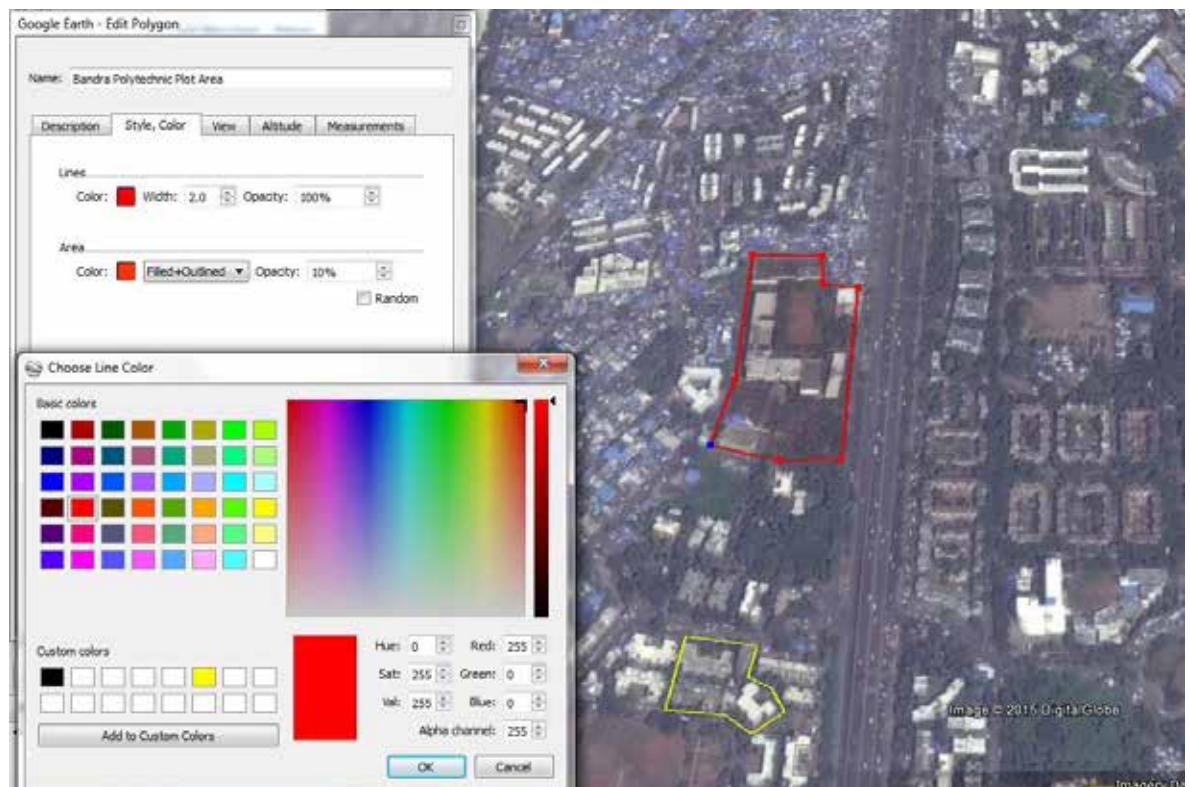 Google Earth - Edit Polygon
Name: Bandra Polytechnic Plot Area
Description Style, Color View Altitude Measurements
Lines
Color: Width: 2.0 Opacity: 100%
Area
Color: Filled+Outlined Opacity: 10%
Random
Choose Line Color
Basic colors
Custom colors
Hue: 0 Red: 255
Sat: 255 Green: 0
Val: 255 Blue: 0
Alpha channel: 255
Add to Custom Colors
OK Cancel
Image © 2015 DigitalGlobe